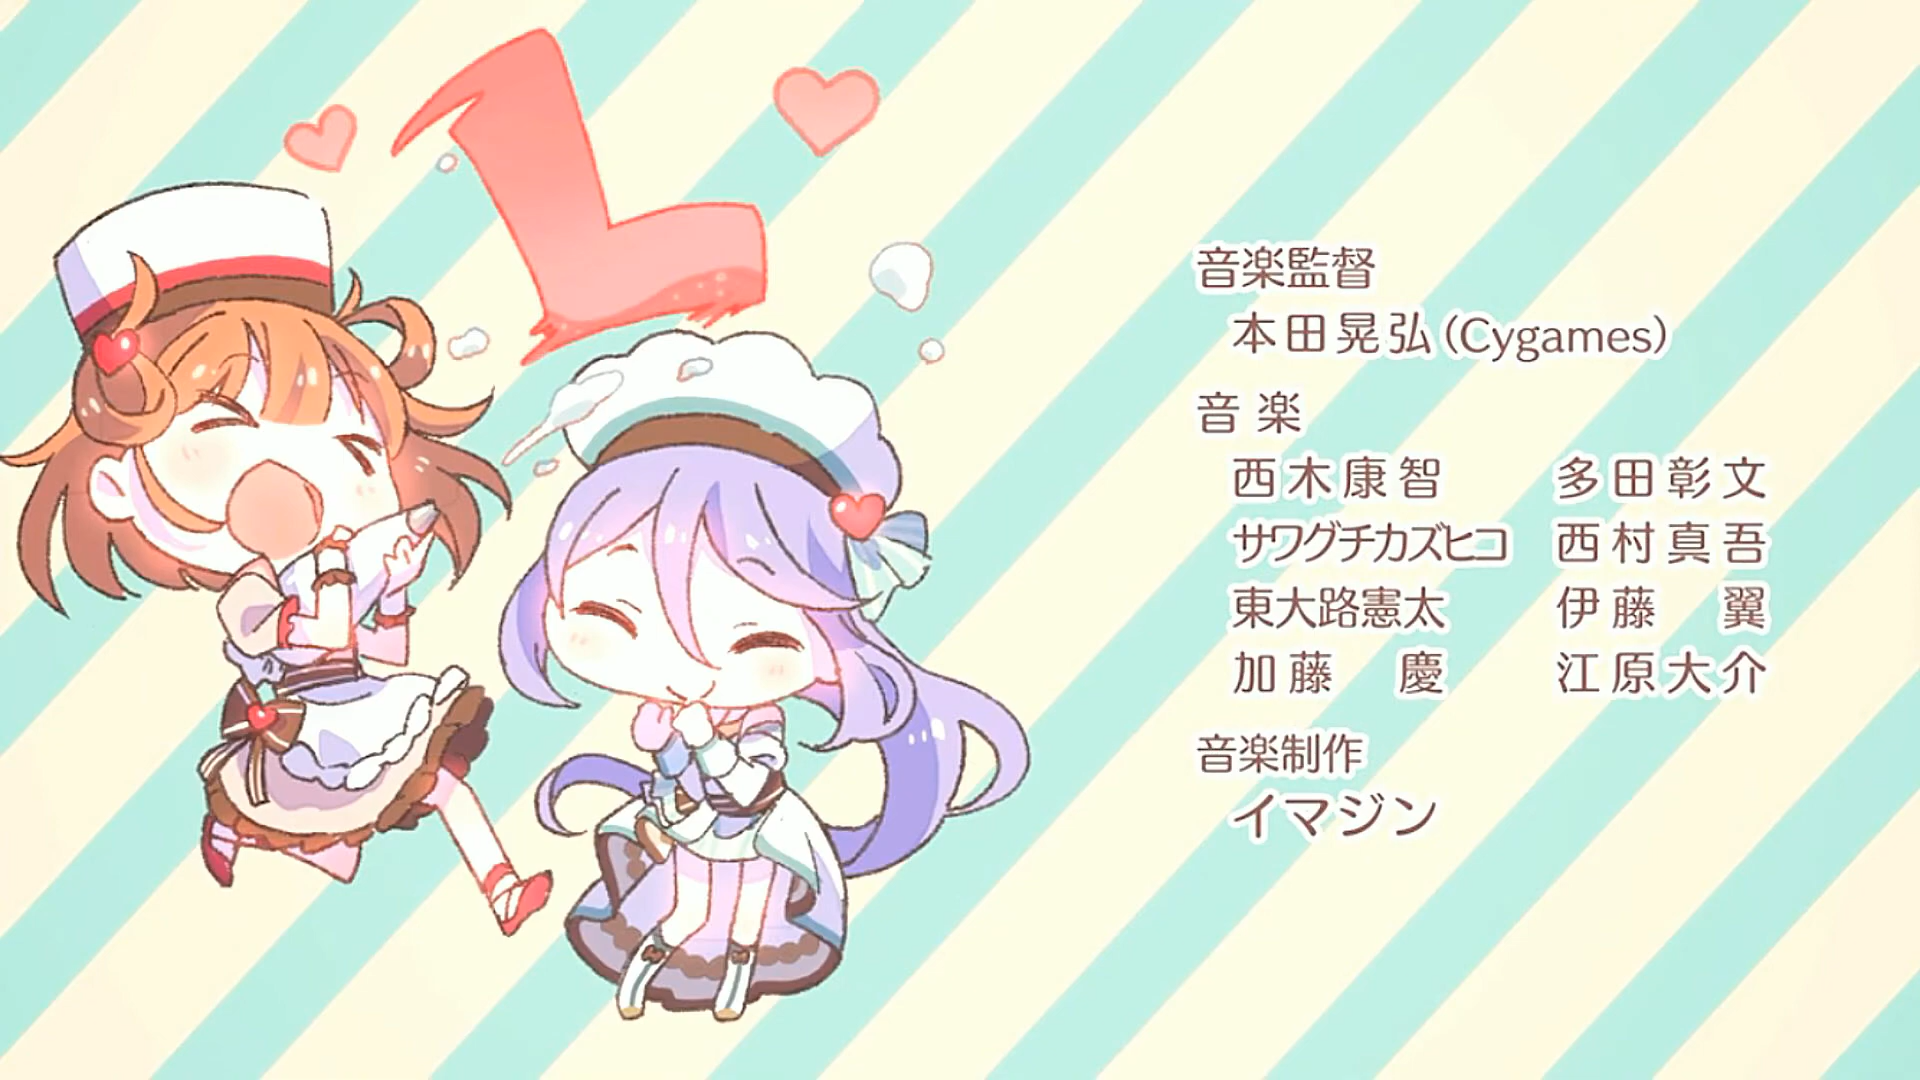 L
音楽監督
本田晃弘(Cygames)
音楽
西木康智 多田彰文
サワグチカズヒコ 西村真吾
東大路憲太 伊藤 翼
加藤 慶 江原大介
音楽制作
イマジン